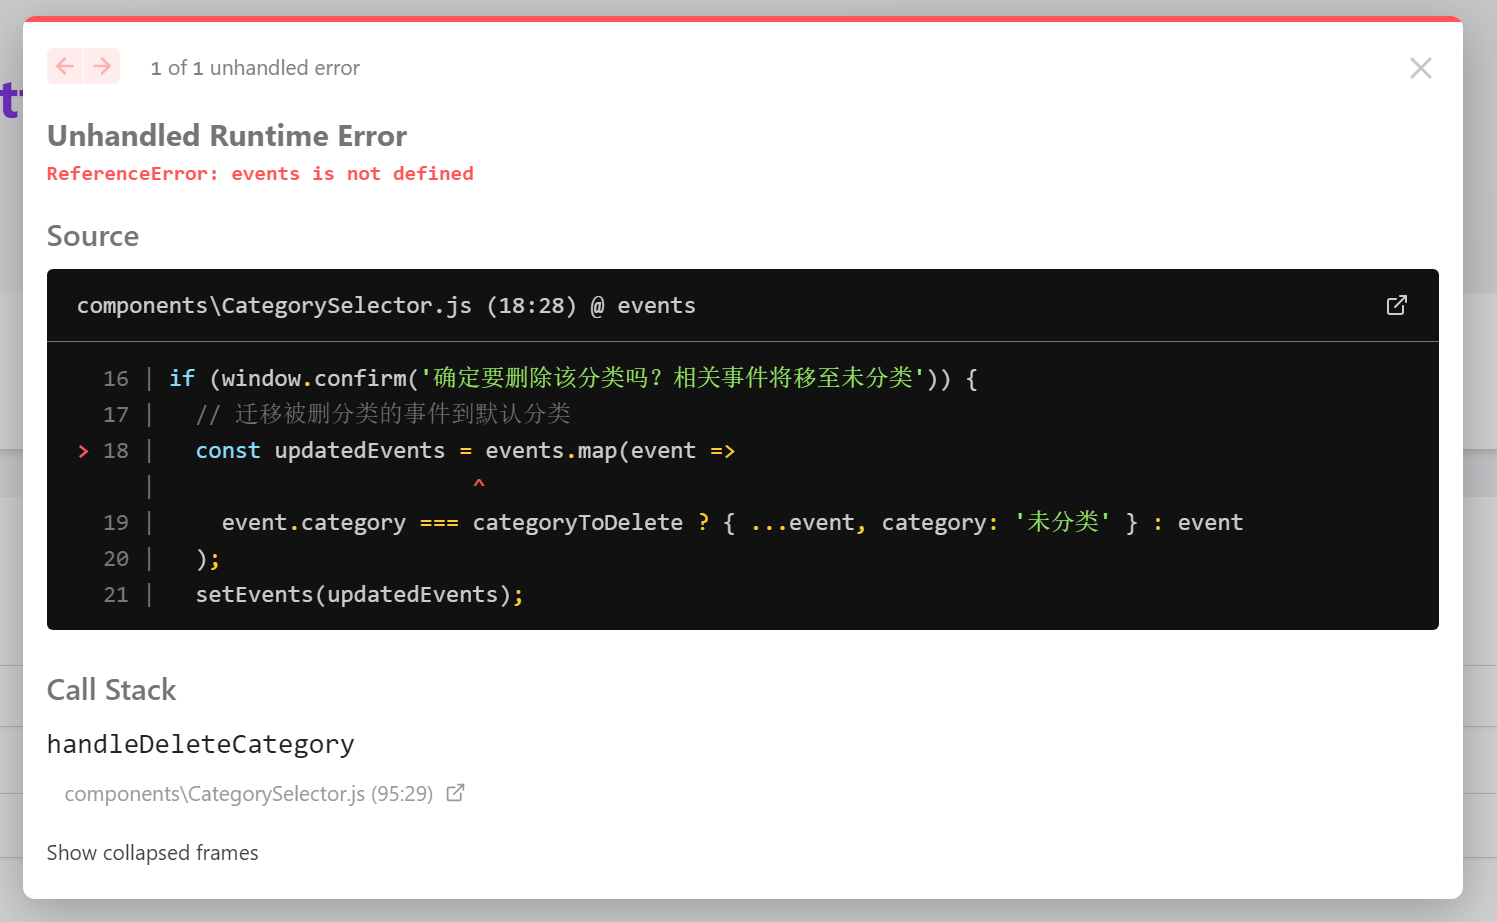 1 of 1 unhandled error
Unhandled Runtime Error
ReferenceError: events is not defined
Source
components\CategorySelector.js (18:28) @ events
16 | if (window.confirm('确定要删除该分类吗？相关事件将移至未分类')) {
17 |   // 迁移被删分类的事件到默认分类
> 18 |   const updatedEvents = events.map(event =>
|                         ^
19 |     event.category === categoryToDelete ? { ...event, category: '未分类' } : event
20 |   );
21 |   setEvents(updatedEvents);
Call Stack
handleDeleteCategory
components\CategorySelector.js (95:29)
Show collapsed frames